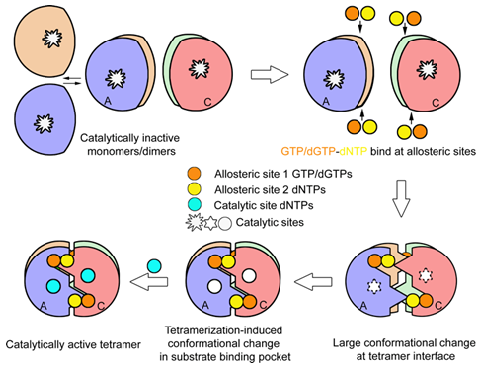 A
C
Catalytically inactive
monomers/dimers
A
C
GTP/dGTP-dNTP bind at allosteric sites
Allosteric site 1 GTP/dGTPs
Allosteric site 2 dNTPs
Catalytic site dNTPs
Catalytic sites
A
C
Catalytically active tetramer
A
C
Tetramerization-induced
conformational change
in substrate binding pocket
A
C
Large conformational change
at tetramer interface